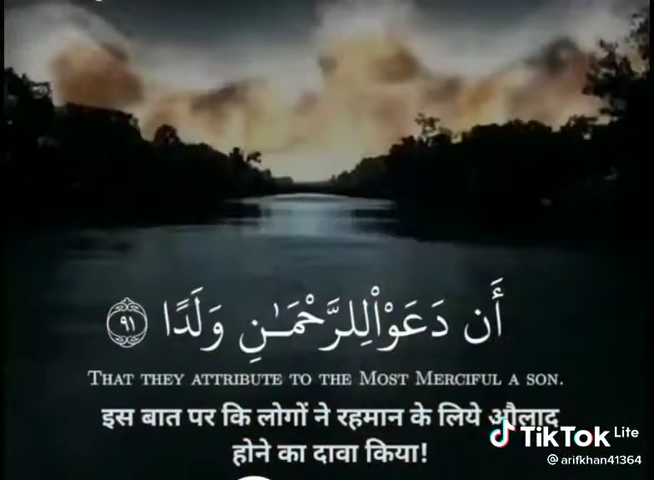 أَن دَعَوْا۟ لِلرَّحْمَـٰنِ وَلَدًا ٩١
THAT THEY ATTRIBUTE TO THE MOST MERCIFUL A SON.
इस बात पर कि लोगों ने रहमान के लिये औलाद
होने का दावा किया!
TikTok Lite
@arifkhan41364